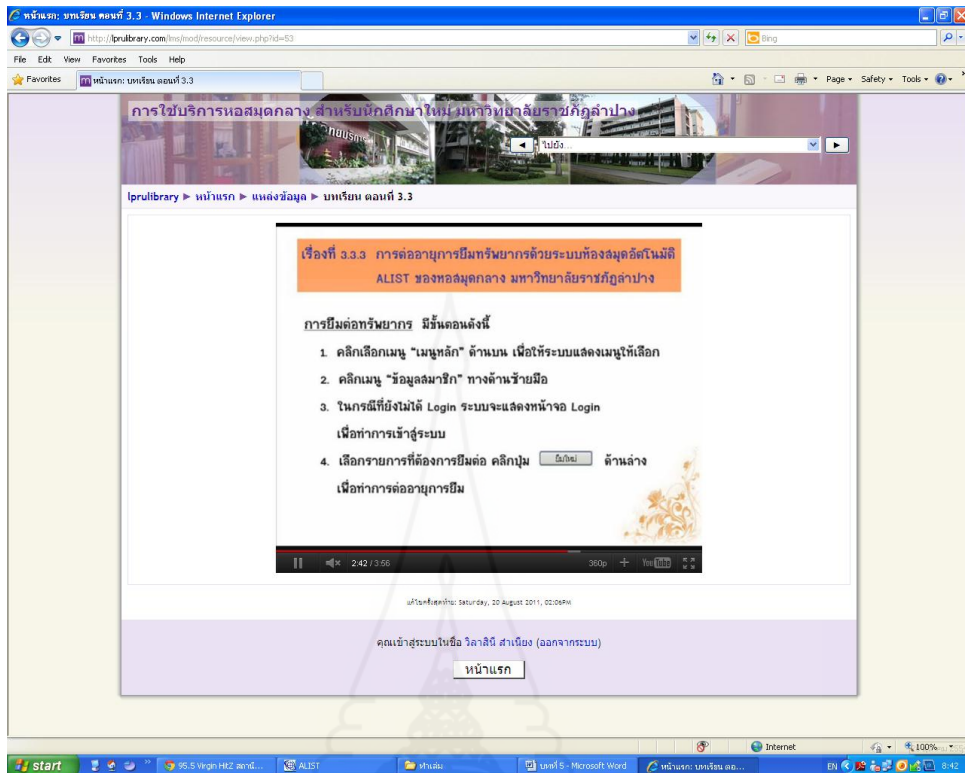 หน้าแรก: บทเรียน ตอนที่ 3.3 - Windows Internet Explorer
http://lprulibrary.com/lms/mod/resource/view.php?id=53
Bing
File Edit View Favorites Tools Help
Favorites
หน้าแรก: บทเรียน ตอนที่ 3.3
Page Safety Tools
การใช้บริการหอสมุดกลาง สำหรับนักศึกษาใหม่ มหาวิทยาลัยราชภัฏลำปาง
ไปยัง...
lprulibrary ► หน้าแรก ► แหล่งข้อมูล ► บทเรียน ตอนที่ 3.3
เรื่องที่ 3.3.3 การต่ออายุการยืมทรัพยากรด้วยระบบห้องสมุดอัตโนมัติ
ALIST ของหอสมุดกลาง มหาวิทยาลัยราชภัฏลำปาง
การยืมต่อทรัพยากร มีขั้นตอนดังนี้
1. คลิกเลือกเมนู "เมนูหลัก" ด้านบน เพื่อให้ระบบแสดงเมนูให้เลือก
2. คลิกเมนู "ข้อมูลสมาชิก" ทางด้านซ้ายมือ
3. ในกรณีที่ยังไม่ได้ Login ระบบจะแสดงหน้าจอ Login
เพื่อทำการเข้าสู่ระบบ
4. เลือกรายการที่ต้องการยืมต่อ คลิกปุ่ม ยืมใหม่ ด้านล่าง
เพื่อทำการต่ออายุการยืม
2:42 / 3:56
360p
YouTube
แก้ไขครั้งสุดท้าย: Saturday, 20 August 2011, 02:06PM
คุณเข้าสู่ระบบในชื่อ วิลาสินี สำเนียง (ออกจากระบบ)
หน้าแรก
Internet
100%
start
95.5 Virgin HitZ สถานี...
ALIST
ทำเล่ม
บทที่ 5 - Microsoft Word
หน้าแรก: บทเรียน ตอ...
EN
8:42